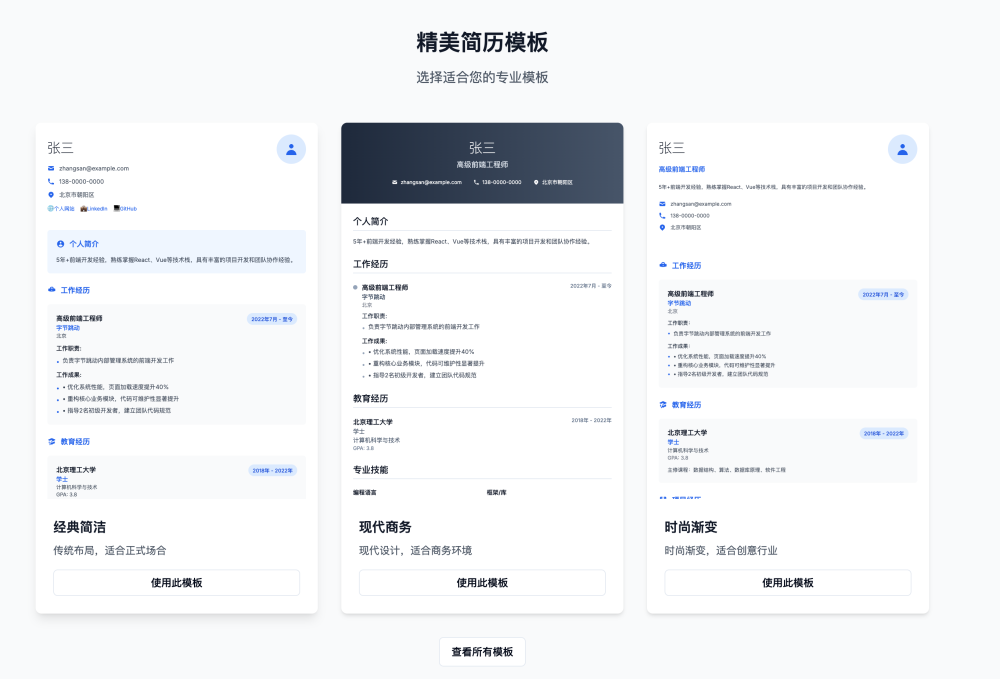 精美简历模板
选择适合您的专业模板
张三
zhangsan@example.com
138-0000-0000
北京市朝阳区
个人网站 LinkedIn GitHub
个人简介
5年+前端开发经验，熟练掌握React、Vue等技术栈，具有丰富的项目开发和团队协作经验。
工作经历
高级前端工程师 2022年7月 - 至今
字节跳动
北京
工作职责:
• 负责字节跳动内部管理系统的前端开发工作
工作成果:
• • 优化系统性能，页面加载速度提升40%
• • 重构核心业务模块，代码可维护性显著提升
• • 指导2名初级开发者，建立团队代码规范
教育经历
北京理工大学 2018年 - 2022年
学士
计算机科学与技术
GPA: 3.8
经典简洁
传统布局，适合正式场合
使用此模板
张三
高级前端工程师
zhangsan@example.com 138-0000-0000 北京市朝阳区
个人简介
5年+前端开发经验，熟练掌握React、Vue等技术栈，具有丰富的项目开发和团队协作经验。
工作经历
高级前端工程师 2022年7月 - 至今
字节跳动
北京
工作职责:
• 负责字节跳动内部管理系统的前端开发工作
工作成果:
• • 优化系统性能，页面加载速度提升40%
• • 重构核心业务模块，代码可维护性显著提升
• • 指导2名初级开发者，建立团队代码规范
教育经历
北京理工大学 2018年 - 2022年
学士
计算机科学与技术
GPA: 3.8
专业技能
编程语言 框架/库
现代商务
现代设计，适合商务环境
使用此模板
张三
高级前端工程师
5年+前端开发经验，熟练掌握React、Vue等技术栈，具有丰富的项目开发和团队协作经验。
zhangsan@example.com
138-0000-0000
北京市朝阳区
工作经历
高级前端工程师 2022年7月 - 至今
字节跳动
北京
工作职责:
• 负责字节跳动内部管理系统的前端开发工作
工作成果:
• • 优化系统性能，页面加载速度提升40%
• • 重构核心业务模块，代码可维护性显著提升
• • 指导2名初级开发者，建立团队代码规范
教育经历
北京理工大学 2018年 - 2022年
学士
计算机科学与技术
GPA: 3.8
主修课程：数据结构、算法、数据库原理、软件工程
时尚渐变
时尚渐变，适合创意行业
使用此模板
查看所有模板